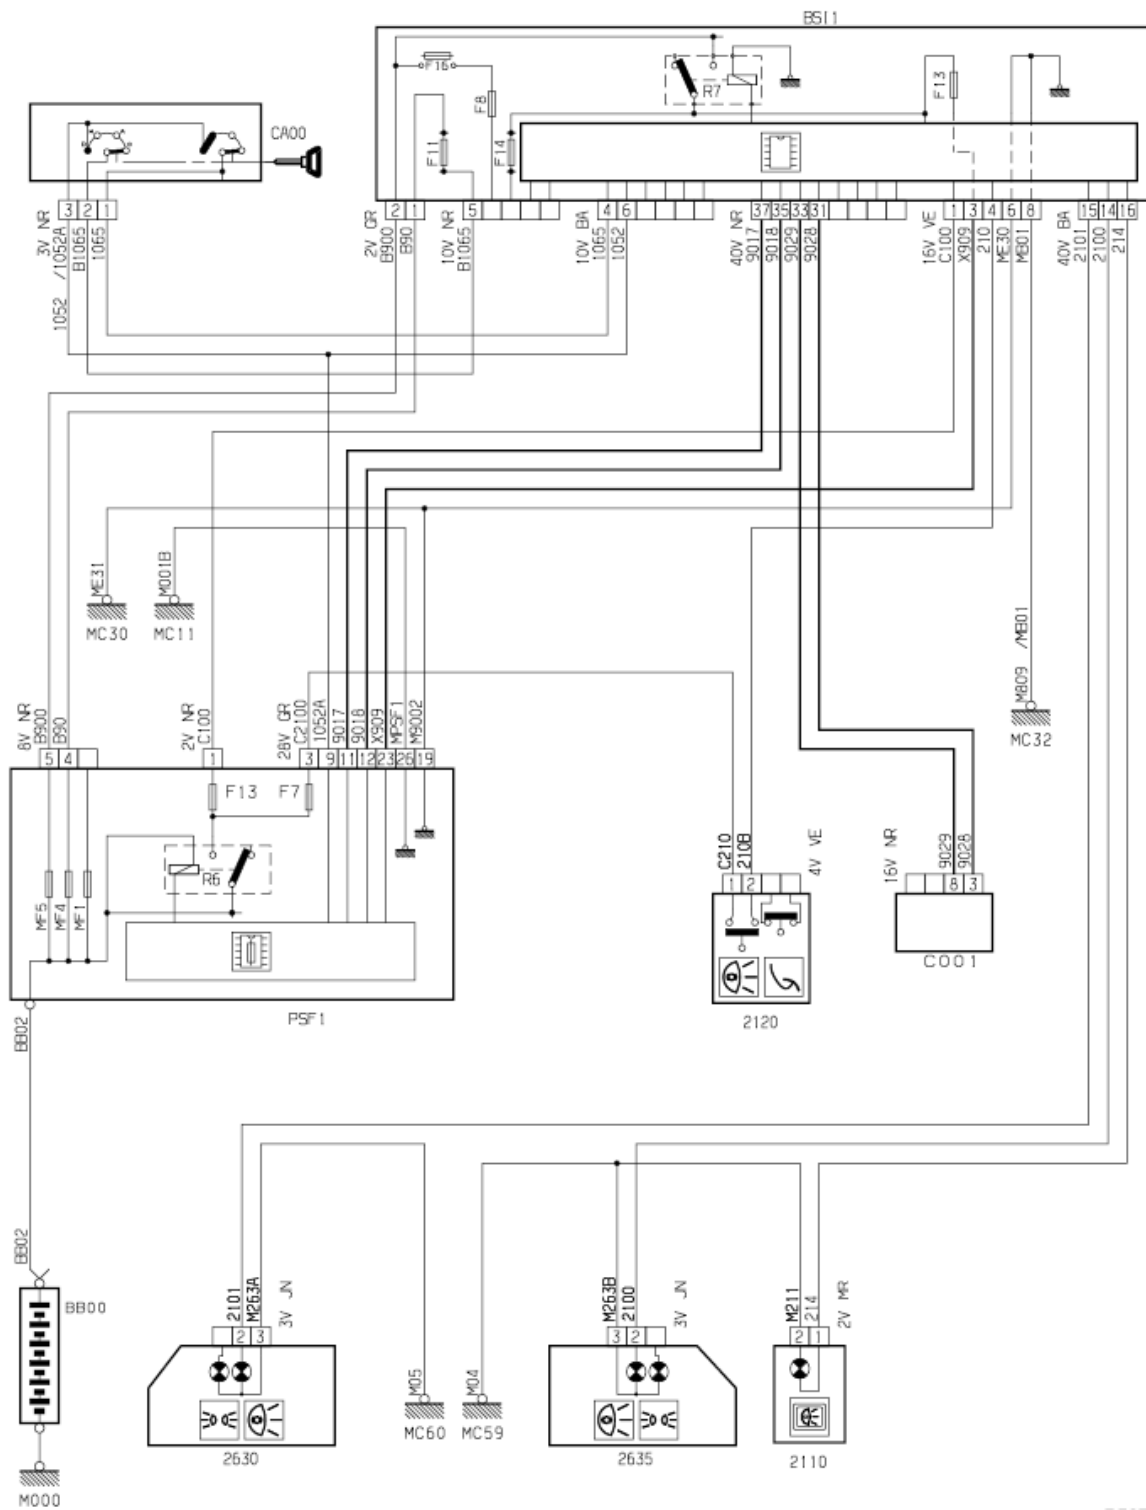 BSI1
F16
R7
F8
F13
CA00
F11
F14
3 2 1
2 1
5
4 6
37 35 33 31
1 3 4 6 8
15 14 16
3V NR
1052 /1052A
B1065
1065
2V GR
B900
B90
10V NR
B1065
10V BA
1065
1052
40V NR
9017
9018
9029
9028
16V VE
C100
X909
210
ME30
MB01
40V BA
2101
2100
214
ME31
MC30
M001B
MC11
MB09 /MB01
MC32
8V NR
B900
B90
2V NR
C100
28V GR
C2100
1052A
9017
9018
X909
MPSF1
M9002
5 4
1
3 9 11 12 23 26 19
F13
F7
R6
MF5
MF4
MF1
PSF1
C210
210B
4V VE
1 2
2120
16V NR
9029
9028
8 3
C001
BB02
BB02
BB00
M000
2101
M263A
3V JN
2 3
2630
M05
MC60
M04
MC59
M263B
2100
3V JN
3 2
2635
M211
214
2V MR
2 1
2110